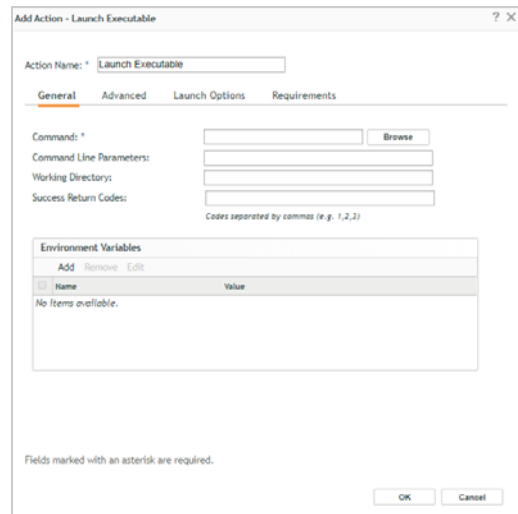 Add Action - Launch Executable ? X
Action Name: * Launch Executable
General Advanced Launch Options Requirements
Command: * Browse
Command Line Parameters:
Working Directory:
Success Return Codes:
Codes separated by commas (e.g. 1,2,3)
Environment Variables
Add Remove Edit
Name Value
No items available.
Fields marked with an asterisk are required.
OK Cancel